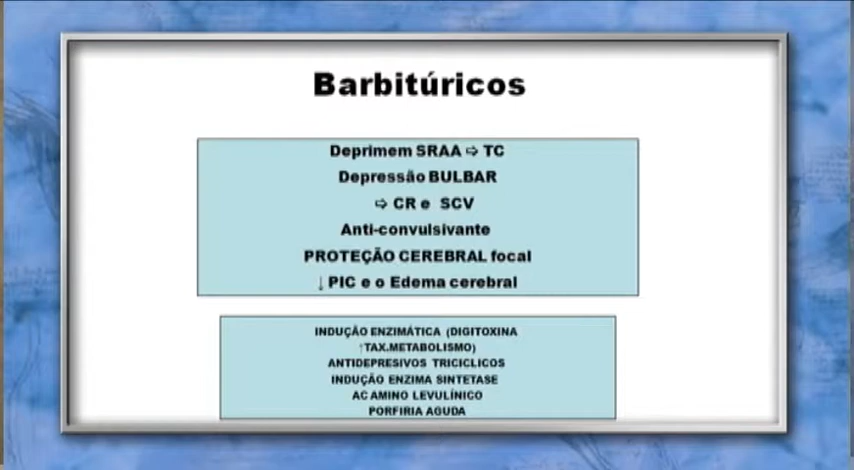 Barbitúricos
Deprimem SRAA ⇨ TC
Depressão BULBAR
⇨ CR e SCV
Anti-convulsivante
PROTEÇÃO CEREBRAL focal
↓PIC e o Edema cerebral
INDUÇÃO ENZIMÁTICA (DIGITOXINA
↑TAX.METABOLISMO)
ANTIDEPRESIVOS TRICICLICOS
INDUÇÃO ENZIMA SINTETASE
AC AMINO LEVULÍNICO
PORFIRIA AGUDA